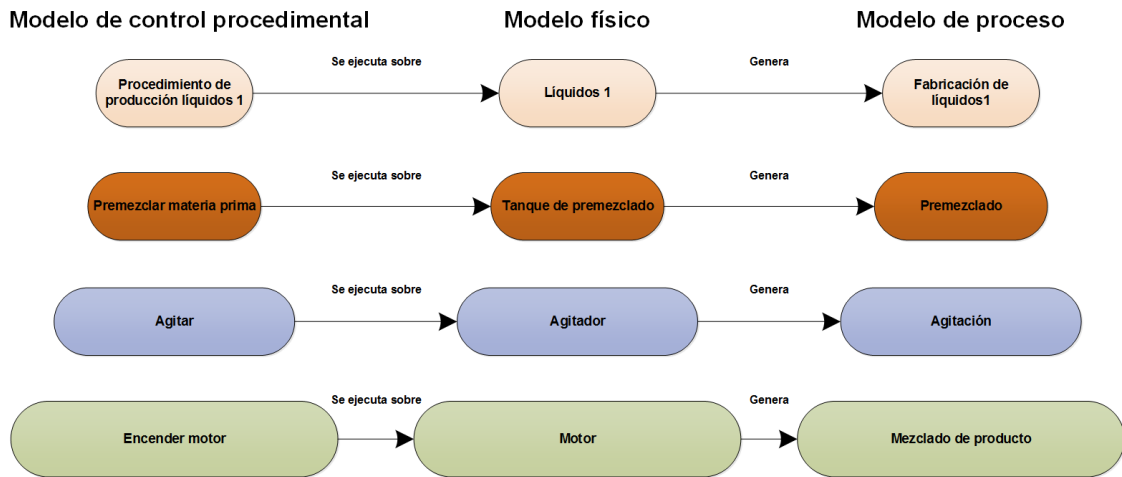 Modelo de control procedimental
Modelo físico
Modelo de proceso
Se ejecuta sobre
Genera
Procedimiento de
producción líquidos 1
Líquidos 1
Fabricación de
líquidos1
Se ejecuta sobre
Genera
Premezclar materia prima
Tanque de premezclado
Premezclado
Se ejecuta sobre
Genera
Agitar
Agitador
Agitación
Se ejecuta sobre
Genera
Encender motor
Motor
Mezclado de producto